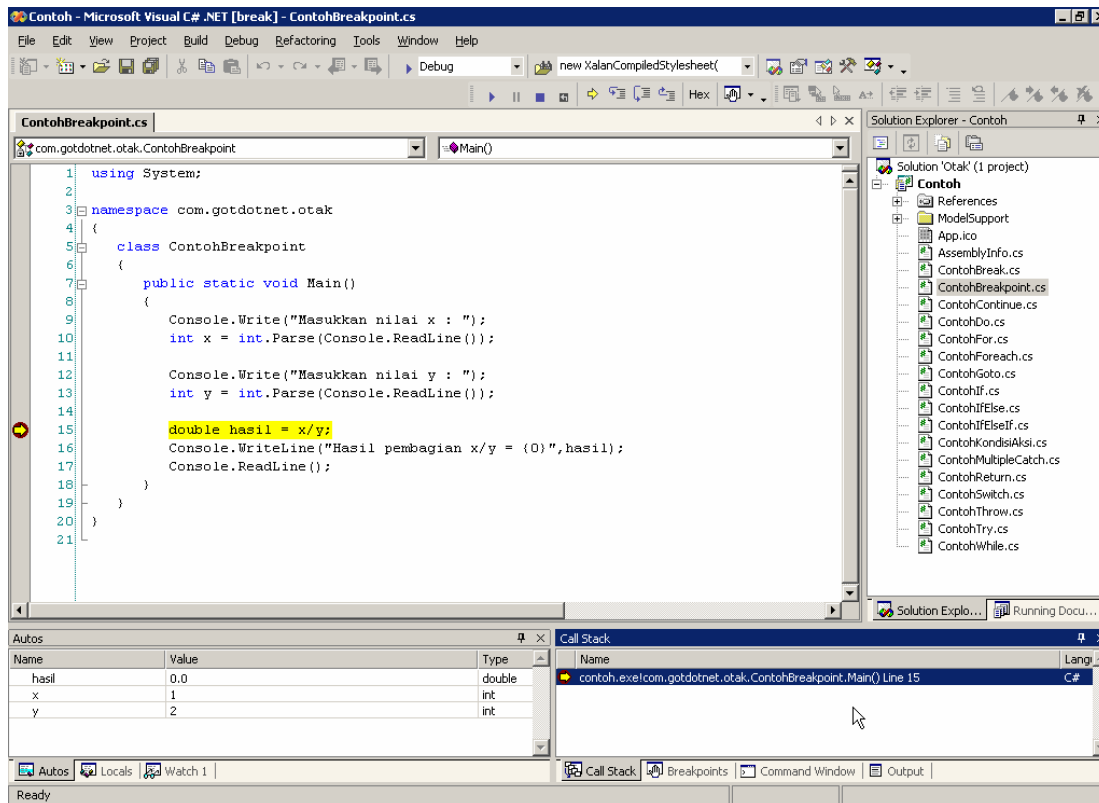 Contoh - Microsoft Visual C# .NET [break] - ContohBreakpoint.cs
File Edit View Project Build Debug Refactoring Tools Window Help
Debug new XalanCompiledStylesheet(
Hex
ContohBreakpoint.cs
com.gotdotnet.otak.ContohBreakpoint Main()
1 using System;
2
3 namespace com.gotdotnet.otak
4 {
5 class ContohBreakpoint
6 {
7 public static void Main()
8 {
9 Console.Write("Masukkan nilai x : ");
10 int x = int.Parse(Console.ReadLine());
11
12 Console.Write("Masukkan nilai y : ");
13 int y = int.Parse(Console.ReadLine());
14
15 double hasil = x/y;
16 Console.WriteLine("Hasil pembagian x/y = {0}",hasil);
17 Console.ReadLine();
18 }
19 }
20 }
21
Solution Explorer - Contoh
Solution 'Otak' (1 project)
Contoh
References
ModelSupport
App.ico
AssemblyInfo.cs
ContohBreak.cs
ContohBreakpoint.cs
ContohContinue.cs
ContohDo.cs
ContohFor.cs
ContohForeach.cs
ContohGoto.cs
ContohIf.cs
ContohIfElse.cs
ContohIfElseIf.cs
ContohKondisiAksi.cs
ContohMultipleCatch.cs
ContohReturn.cs
ContohSwitch.cs
ContohThrow.cs
ContohTry.cs
ContohWhile.cs
Solution Explo... Running Docu...
Autos
Name Value Type
hasil 0.0 double
x 1 int
y 2 int
Autos Locals Watch 1
Call Stack
Name Langu
contoh.exe!com.gotdotnet.otak.ContohBreakpoint.Main() Line 15 C#
Call Stack Breakpoints Command Window Output
Ready